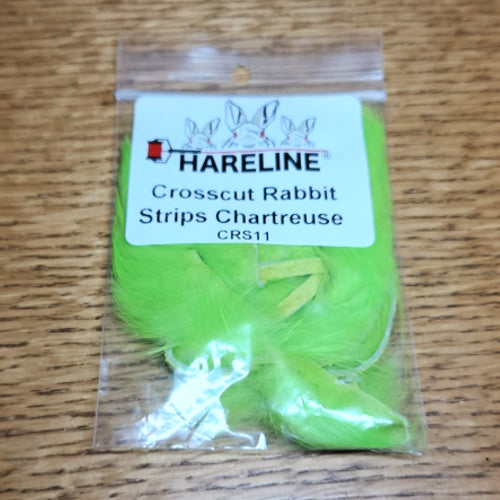 HARELINE®
Crosscut Rabbit
Strips Chartreuse
CRS11